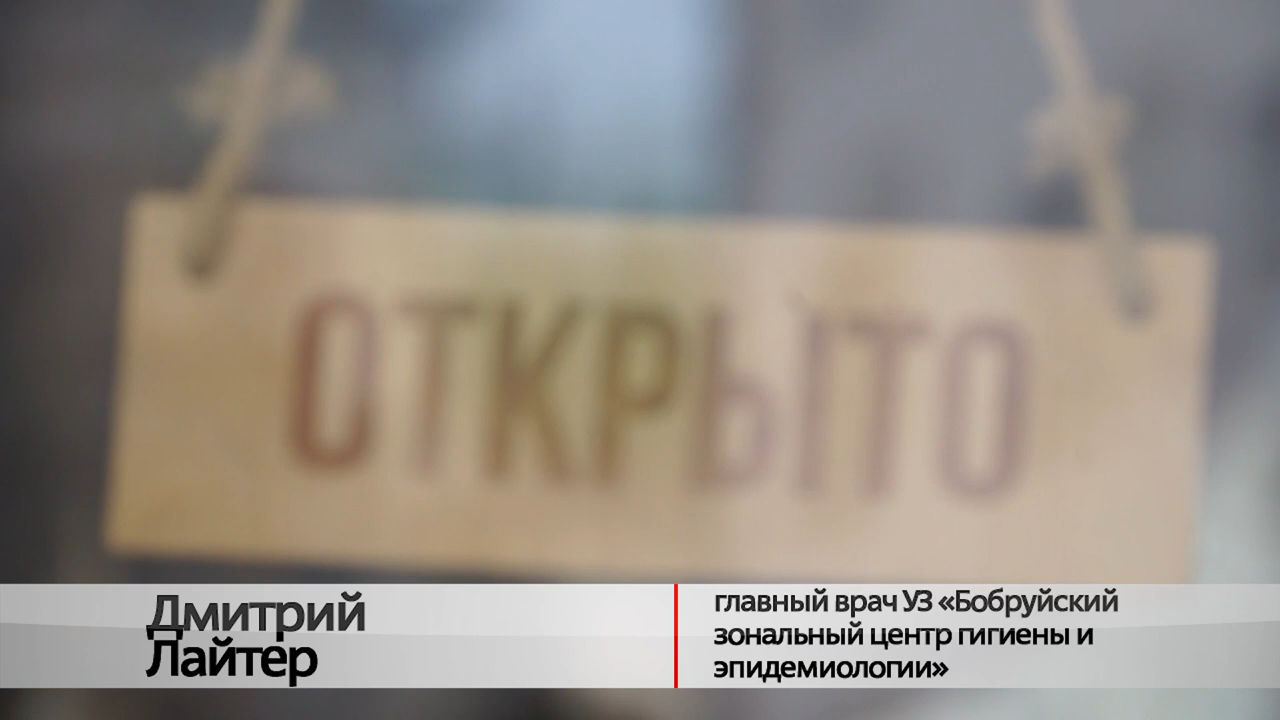 ОТКРЫТО
Дмитрий
Лайтер
главный врач УЗ «Бобруйский
зональный центр гигиены и
эпидемиологии»